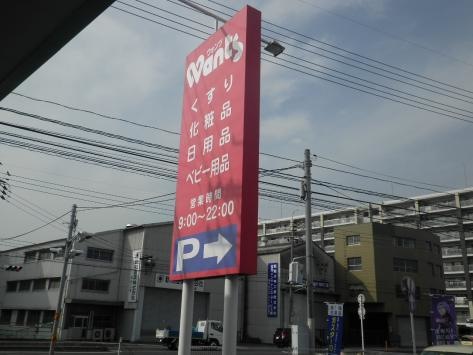 ウォンツ
Wants
くすり
化粧品
日用品
ベビー用品
営業時間
9:00〜22:00
P